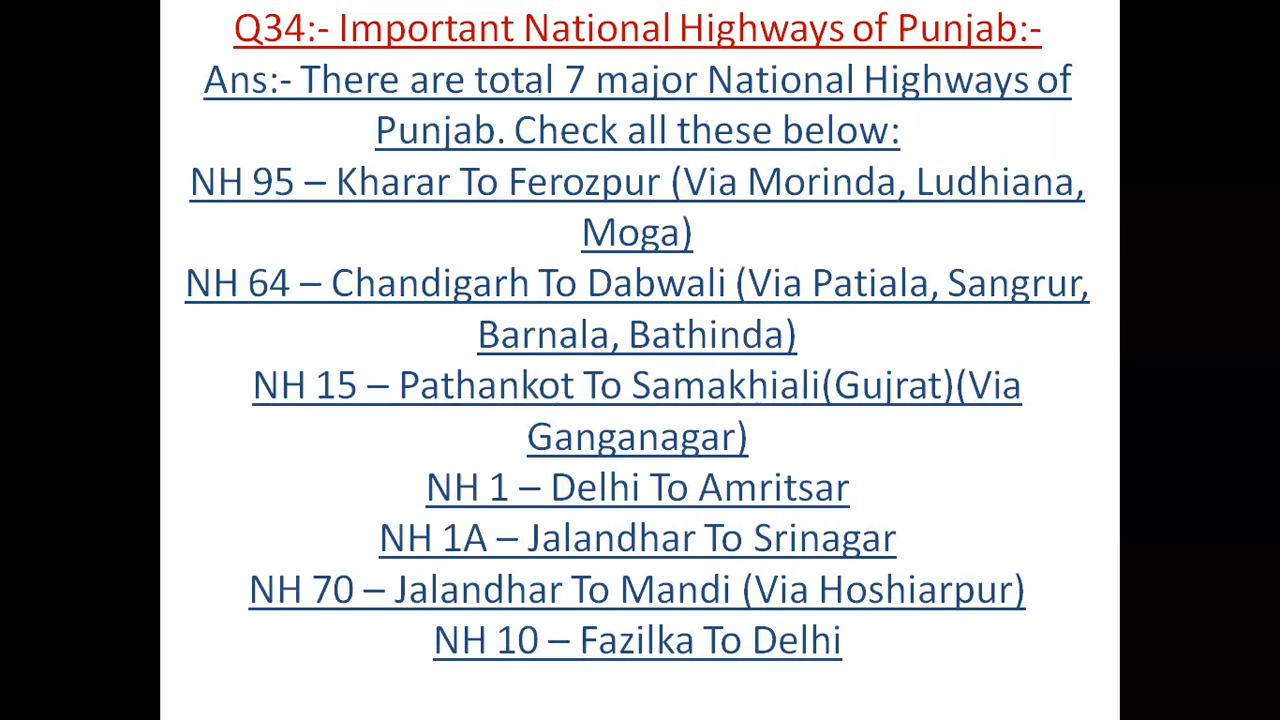 Q34:- Important National Highways of Punjab:-
Ans:- There are total 7 major National Highways of
Punjab. Check all these below:
NH 95 – Kharar To Ferozpur (Via Morinda, Ludhiana,
Moga)
NH 64 – Chandigarh To Dabwali (Via Patiala, Sangrur,
Barnala, Bathinda)
NH 15 – Pathankot To Samakhiali(Gujrat)(Via
Ganganagar)
NH 1 – Delhi To Amritsar
NH 1A – Jalandhar To Srinagar
NH 70 – Jalandhar To Mandi (Via Hoshiarpur)
NH 10 – Fazilka To Delhi